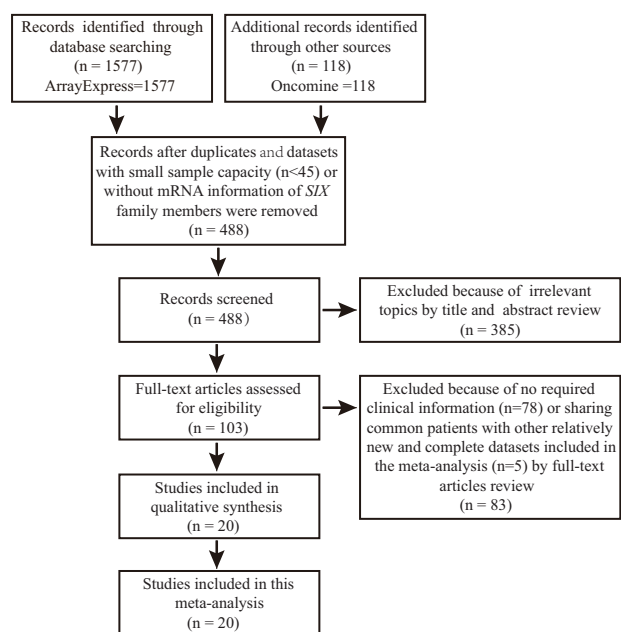 Records identified through
database searching
(n = 1577)
ArrayExpress=1577
Additional records identified
through other sources
(n = 118)
Oncomine =118
Records after duplicates and datasets
with small sample capacity (n<45) or
without mRNA information of SIX
family members were removed
(n = 488)
Records screened
(n = 488)
Excluded because of irrelevant
topics by title and abstract review
(n = 385)
Full-text articles assessed
for eligibility
(n = 103)
Excluded because of no required
clinical information (n=78) or sharing
common patients with other relatively
new and complete datasets included in
the meta-analysis (n=5) by full-text
articles review
(n = 83)
Studies included in
qualitative synthesis
(n = 20)
Studies included in this
meta-analysis
(n = 20)